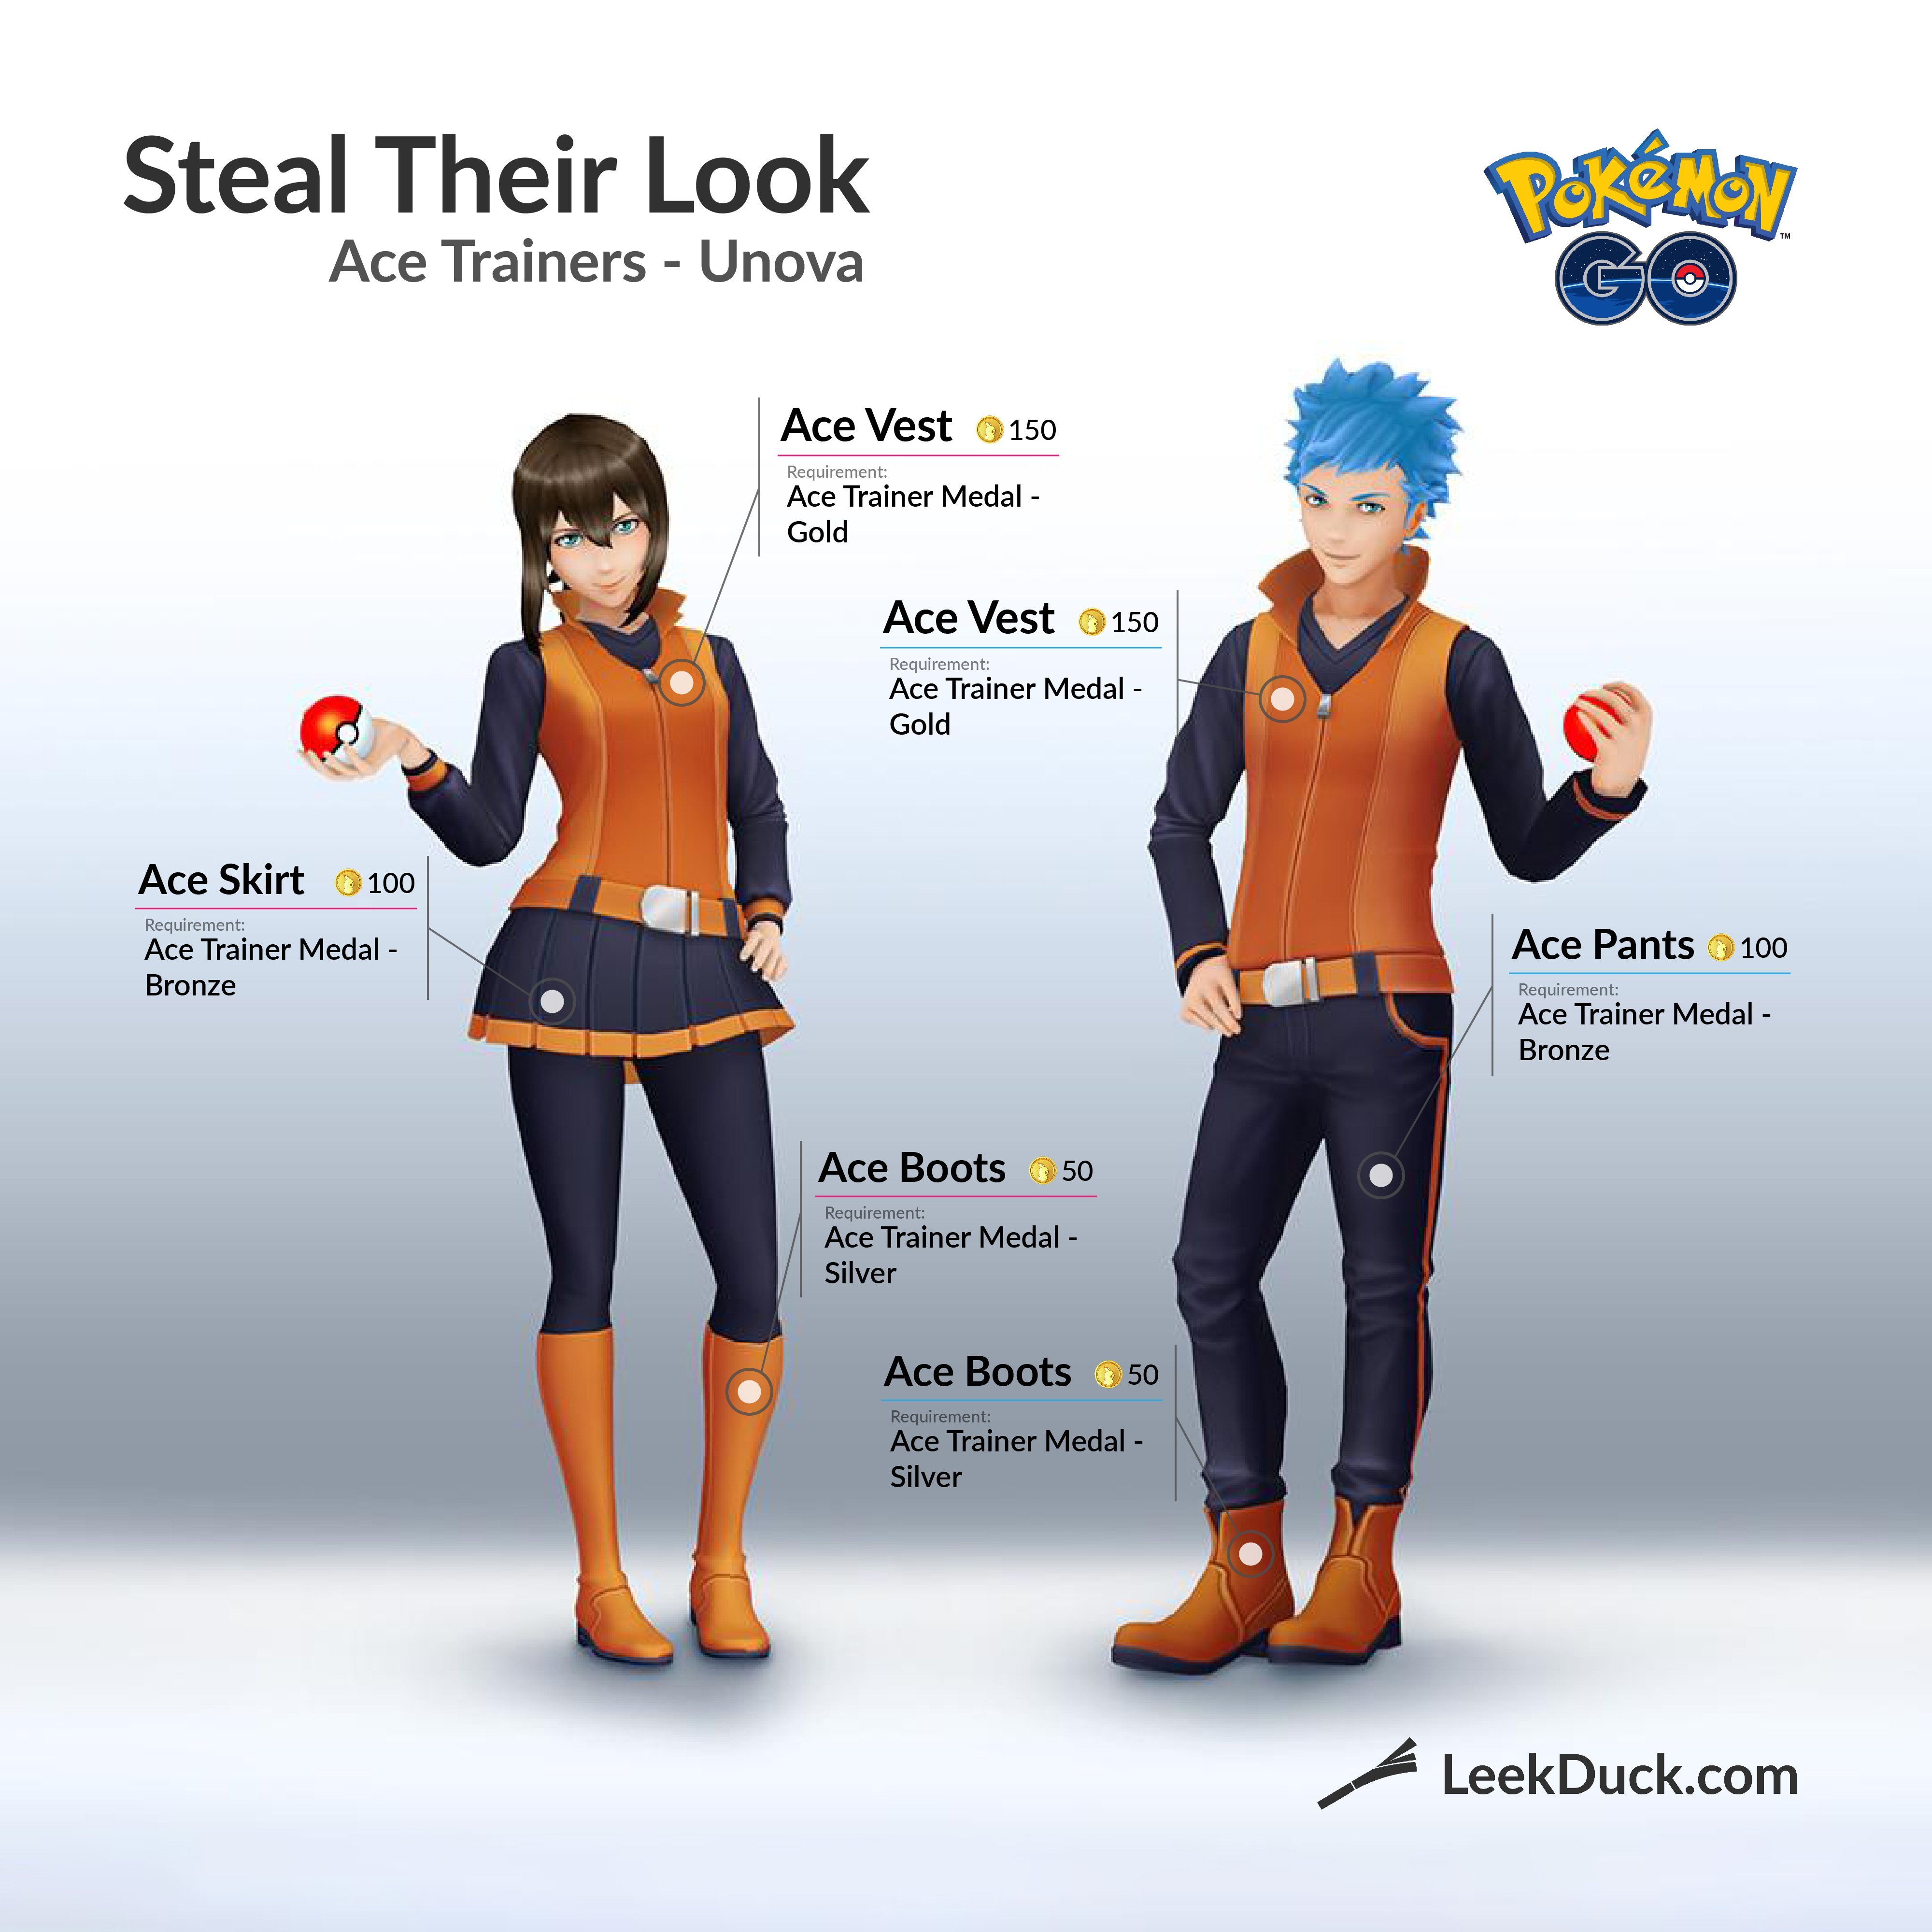 Steal Their Look
Ace Trainers - Unova
POKéMON
™
GO
Ace Vest 150
Requirement:
Ace Trainer Medal -
Gold
Ace Vest 150
Requirement:
Ace Trainer Medal -
Gold
Ace Skirt 100
Requirement:
Ace Trainer Medal -
Bronze
Ace Pants 100
Requirement:
Ace Trainer Medal -
Bronze
Ace Boots 50
Requirement:
Ace Trainer Medal -
Silver
Ace Boots 50
Requirement:
Ace Trainer Medal -
Silver
LeekDuck.com